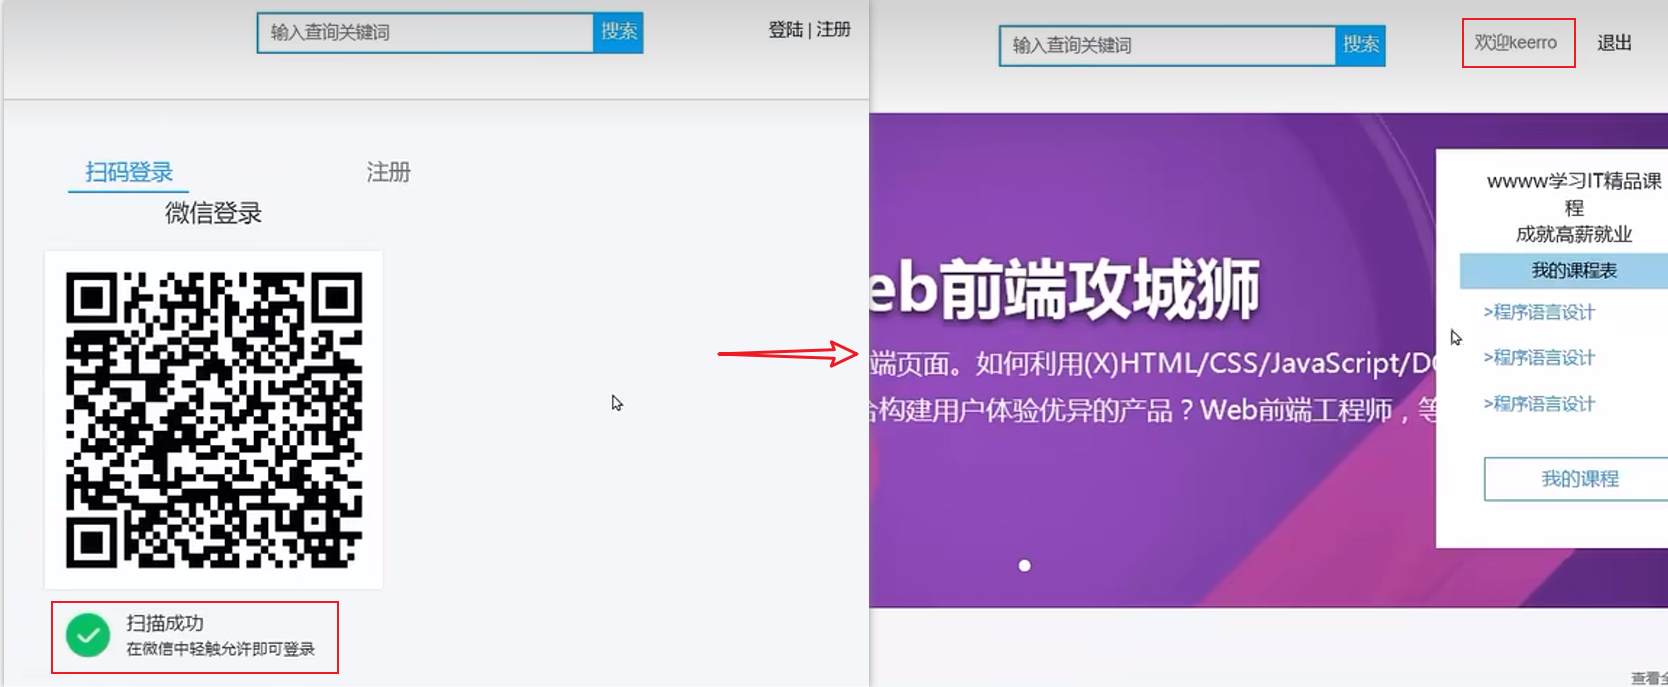 输入查询关键词
搜索
登陆 | 注册
扫码登录
注册
微信登录
扫描成功
在微信中轻触允许即可登录
输入查询关键词
搜索
欢迎keerro
退出
eb前端攻城狮
端页面。如何利用(X)HTML/CSS/JavaScript/DO
合构建用户体验优异的产品？Web前端工程师，等
wwww学习IT精品课
程
成就高薪就业
我的课程表
>程序语言设计
>程序语言设计
>程序语言设计
我的课程
查看全